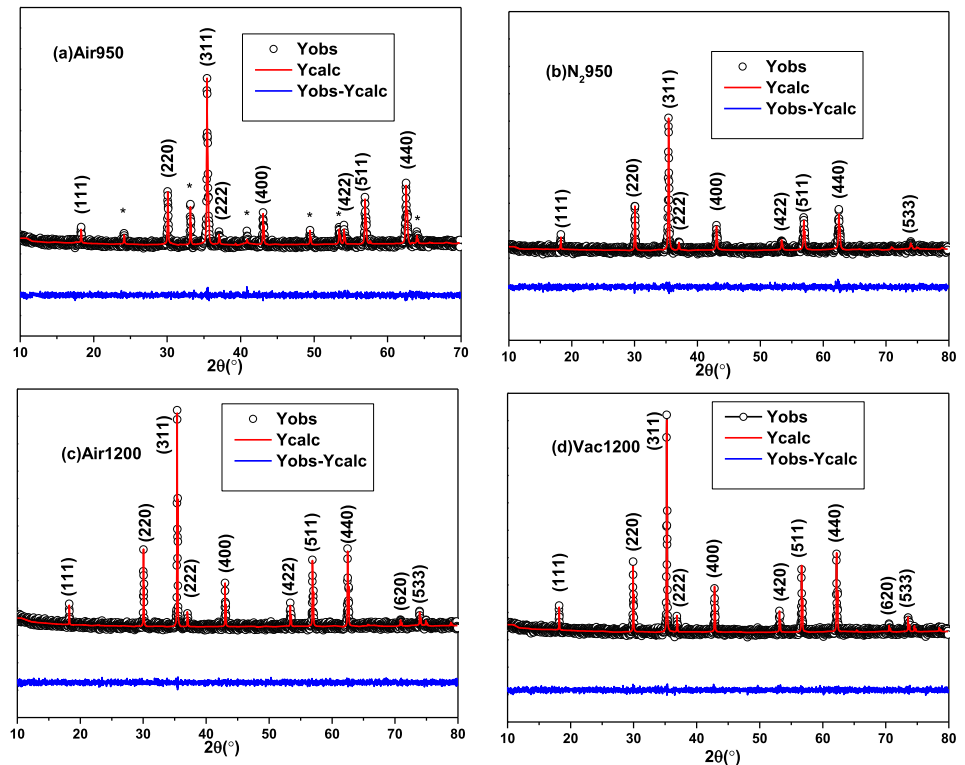 (a)Air950
Yobs
Ycalc
Yobs-Ycalc
(111)
*
(220)
*
(311)
(222)
*
(400)
*
*
(422)
(511)
(440)
*
10 20 30 40 50 60 70
2θ(°)
(b)N₂950
Yobs
Ycalc
Yobs-Ycalc
(111)
(220)
(311)
(222)
(400)
(422)
(511)
(440)
(533)
10 20 30 40 50 60 70 80
2θ(°)
(c)Air1200
Yobs
Ycalc
Yobs-Ycalc
(111)
(220)
(311)
(222)
(400)
(422)
(511)
(440)
(620)
(533)
10 20 30 40 50 60 70 80
2θ(°)
(d)Vac1200
Yobs
Ycalc
Yobs-Ycalc
(111)
(220)
(311)
(222)
(400)
(420)
(511)
(440)
(620)
(533)
10 20 30 40 50 60 70 80
2θ(°)